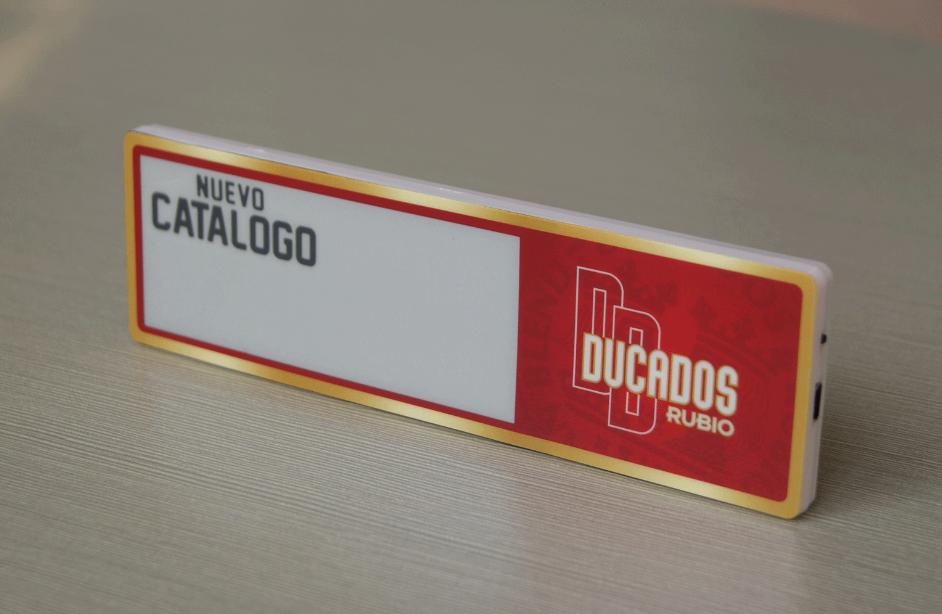 NUEVO
CATALOGO
DD
DUCADOS
RUBIO